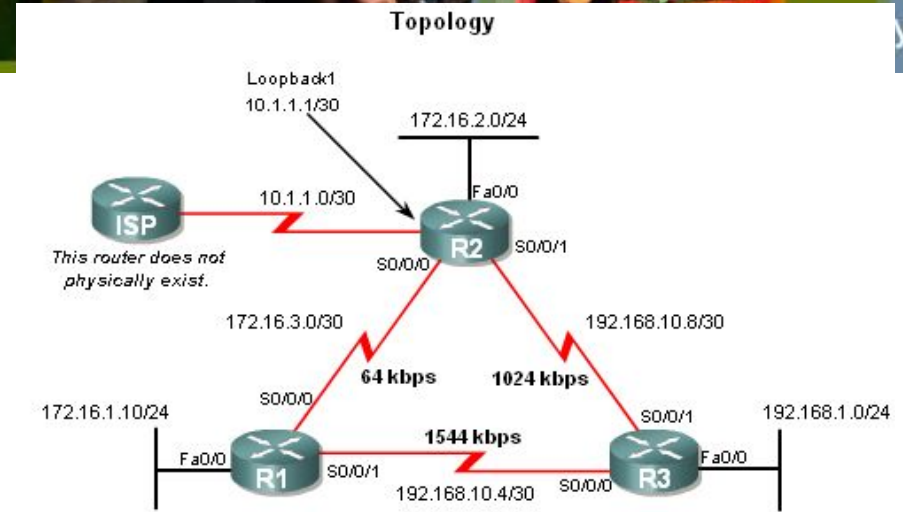 Topology
Loopback1
10.1.1.1/30
172.16.2.0/24
10.1.1.0/30
Fa0/0
ISP
R2
S0/0/1
This router does not
physically exist.
S0/0/0
172.16.3.0/30
192.168.10.8/30
64 kbps
1024 kbps
S0/0/0
S0/0/1
172.16.1.10/24
192.168.1.0/24
1544 kbps
Fa0/0
R1
S0/0/1
192.168.10.4/30
S0/0/0
R3
Fa0/0